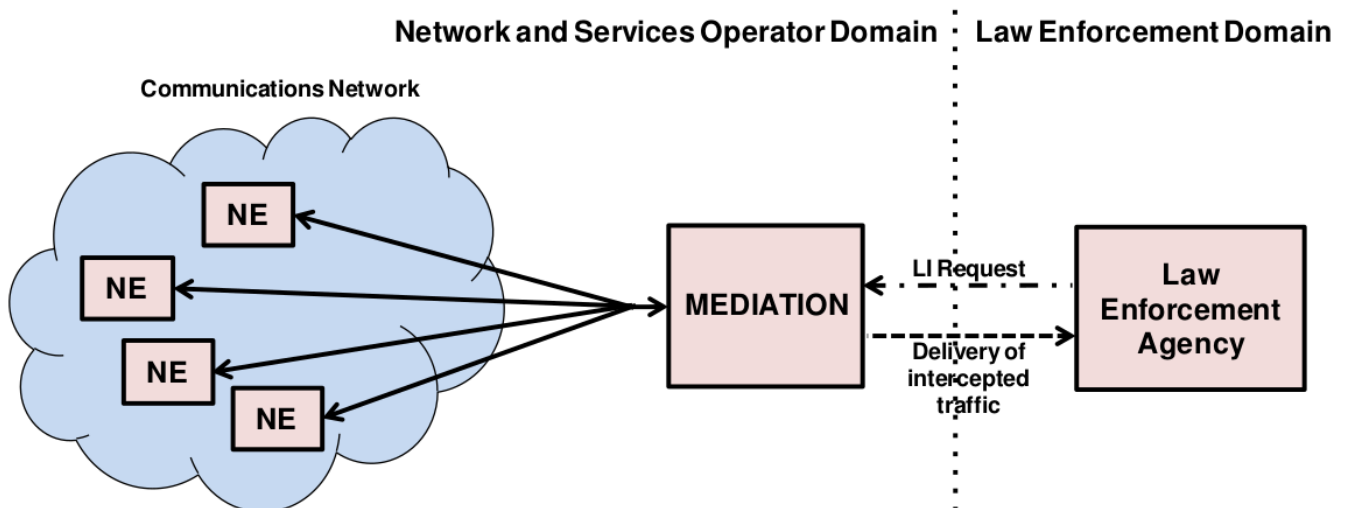 Network and Services Operator Domain
Law Enforcement Domain
Communications Network
NE
NE
NE
NE
MEDIATION
LI Request
Delivery of
intercepted
traffic
Law
Enforcement
Agency